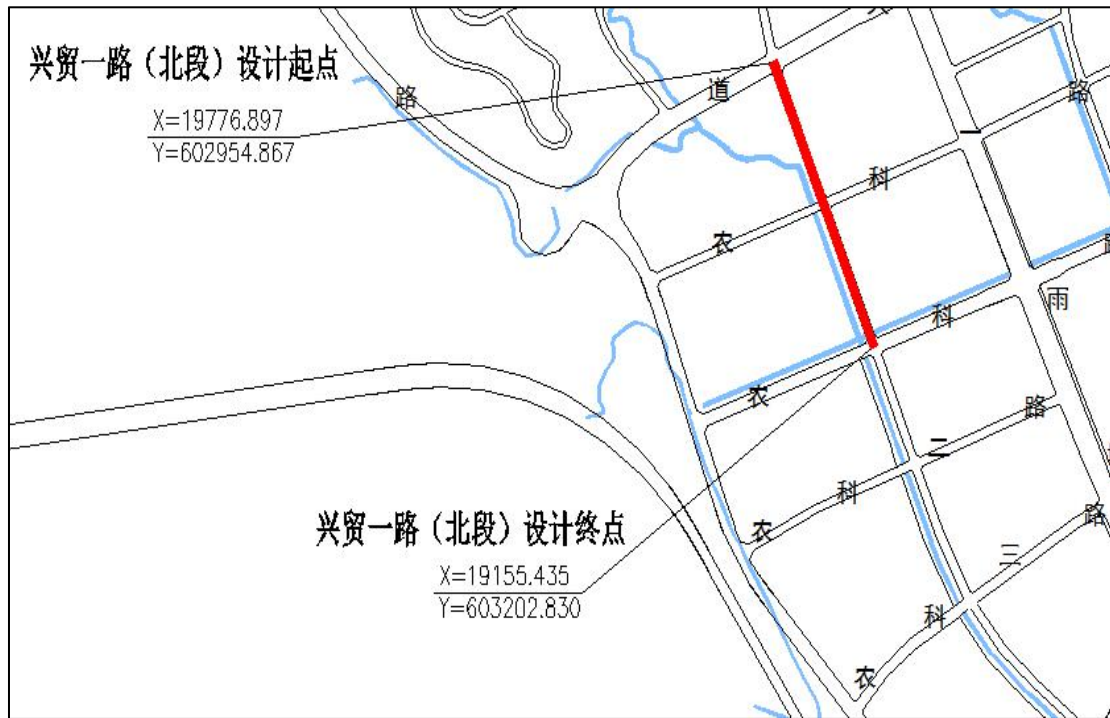 兴贸一路（北段）设计起点
X=19776.897
Y=602954.867
路
道
一
路
科
农
雨
科
农
路
二
科
农
兴贸一路（北段）设计终点
X=19155.435
Y=603202.830
路
三
科
农